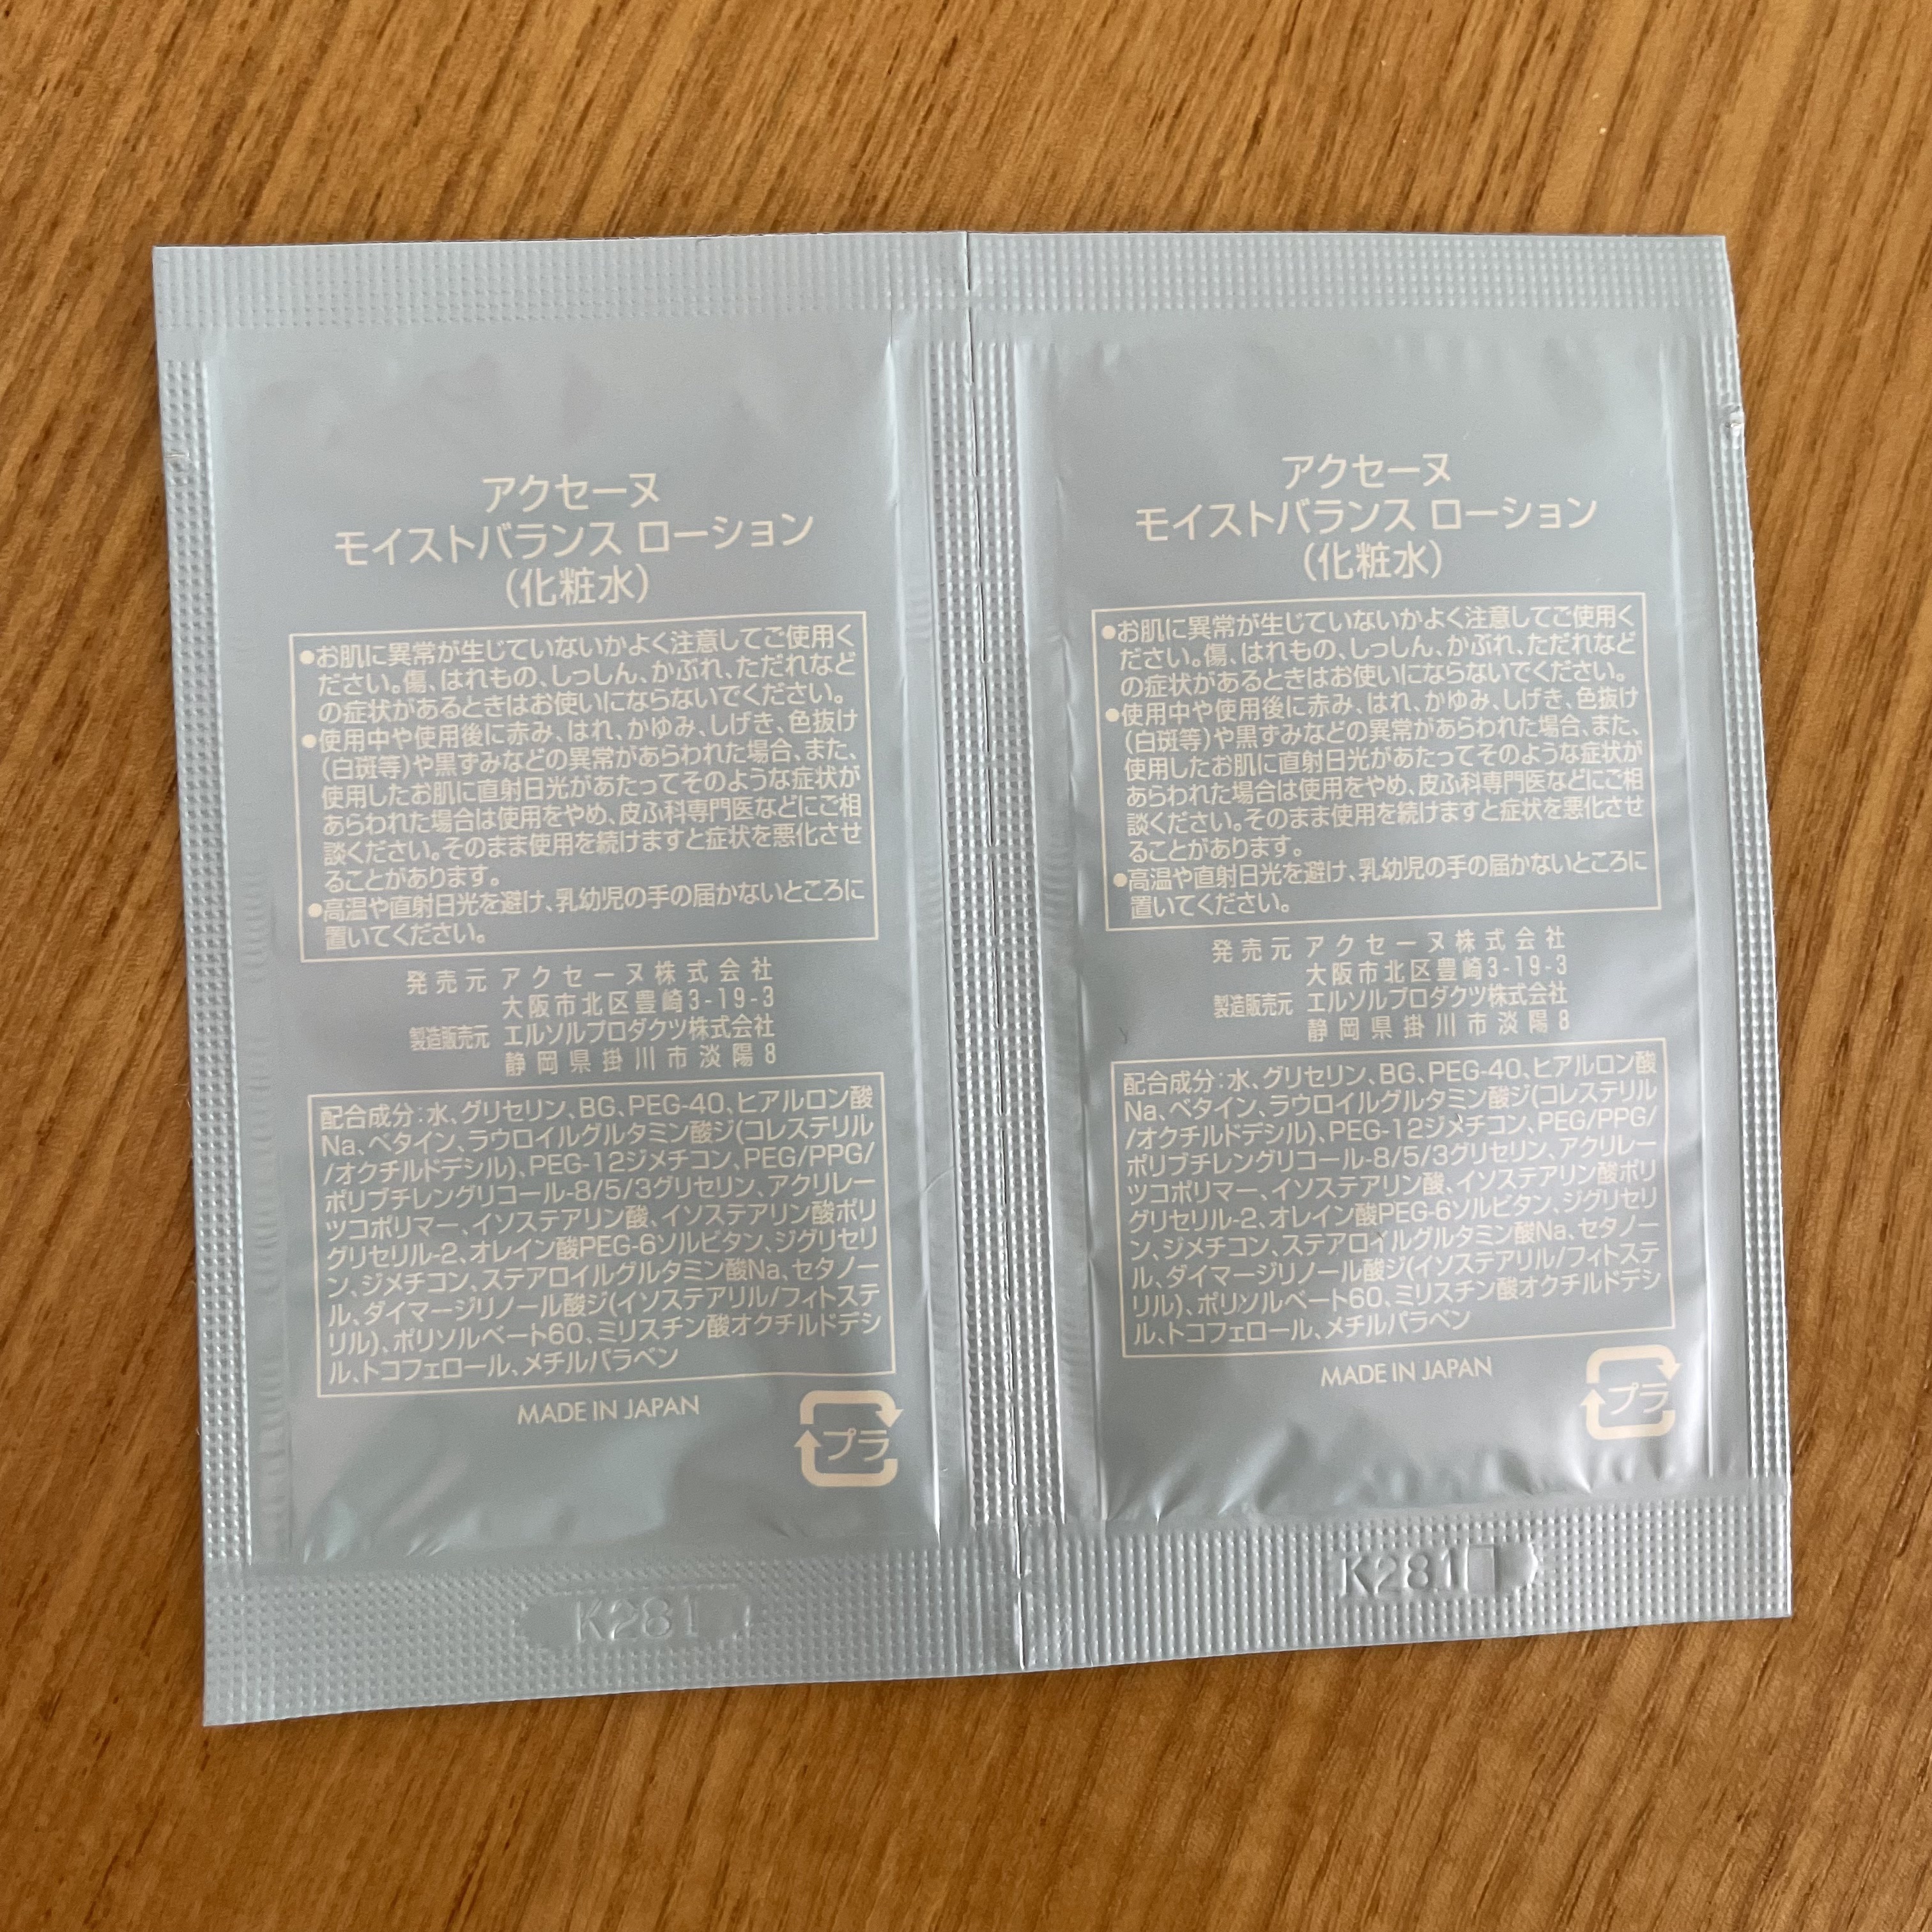 アクセーヌ
モイストバランス ローション
(化粧水)
●お肌に異常が生じていないかよく注意してご使用く
ださい。傷、はれもの、しっしん、かぶれ、ただれなど
の症状があるときはお使いにならないでください。
●使用中や使用後に赤み、はれ、かゆみ、しげき、色抜け
(白斑等)や黒ずみなどの異常があらわれた場合、また、
使用したお肌に直射日光があたってそのような症状が
あらわれた場合は使用をやめ、皮ふ科専門医などにご相
談ください。そのまま使用を続けますと症状を悪化させ
ることがあります。
●高温や直射日光を避け、乳幼児の手の届かないところに
置いてください。
発売元 アクセーヌ株式会社
大阪市北区豊崎3-19-3
製造販売元 エルソルプロダクツ株式会社
静岡県掛川市淡陽8
配合成分:水、グリセリン、BG、PEG-40、ヒアルロン酸
Na、ベタイン、ラウロイルグルタミン酸ジ(コレステリル
/オクチルドデシル)、PEG-12ジメチコン、PEG/PPG/
ポリブチレングリコール-8/5/3グリセリン、アクリレー
ツコポリマー、イソステアリン酸、イソステアリン酸ポリ
グリセリル-2、オレイン酸PEG-6ソルビタン、ジグリセリ
ン、ジメチコン、ステアロイルグルタミン酸Na、セタノー
ル、ダイマージリノール酸ジ(イソステアリル/フィトステ
リル)、ポリソルベート60、ミリスチン酸オクチルドデシ
ル、トコフェロール、メチルパラベン
MADE IN JAPAN
プラ
K281
アクセーヌ
モイストバランス ローション
(化粧水)
●お肌に異常が生じていないかよく注意してご使用く
ださい。傷、はれもの、しっしん、かぶれ、ただれなど
の症状があるときはお使いにならないでください。
●使用中や使用後に赤み、はれ、かゆみ、しげき、色抜け
(白斑等)や黒ずみなどの異常があらわれた場合、また、
使用したお肌に直射日光があたってそのような症状が
あらわれた場合は使用をやめ、皮ふ科専門医などにご相
談ください。そのまま使用を続けますと症状を悪化させ
ることがあります。
●高温や直射日光を避け、乳幼児の手の届かないところに
置いてください。
発売元 アクセーヌ株式会社
大阪市北区豊崎3-19-3
製造販売元 エルソルプロダクツ株式会社
静岡県掛川市淡陽8
配合成分:水、グリセリン、BG、PEG-40、ヒアルロン酸
Na、ベタイン、ラウロイルグルタミン酸ジ(コレステリル
/オクチルドデシル)、PEG-12ジメチコン、PEG/PPG/
ポリブチレングリコール-8/5/3グリセリン、アクリレー
ツコポリマー、イソステアリン酸、イソステアリン酸ポリ
グリセリル-2、オレイン酸PEG-6ソルビタン、ジグリセリ
ン、ジメチコン、ステアロイルグルタミン酸Na、セタノー
ル、ダイマージリノール酸ジ(イソステアリル/フィトステ
リル)、ポリソルベート60、ミリスチン酸オクチルドデシ
ル、トコフェロール、メチルパラベン
MADE IN JAPAN
プラ
K281